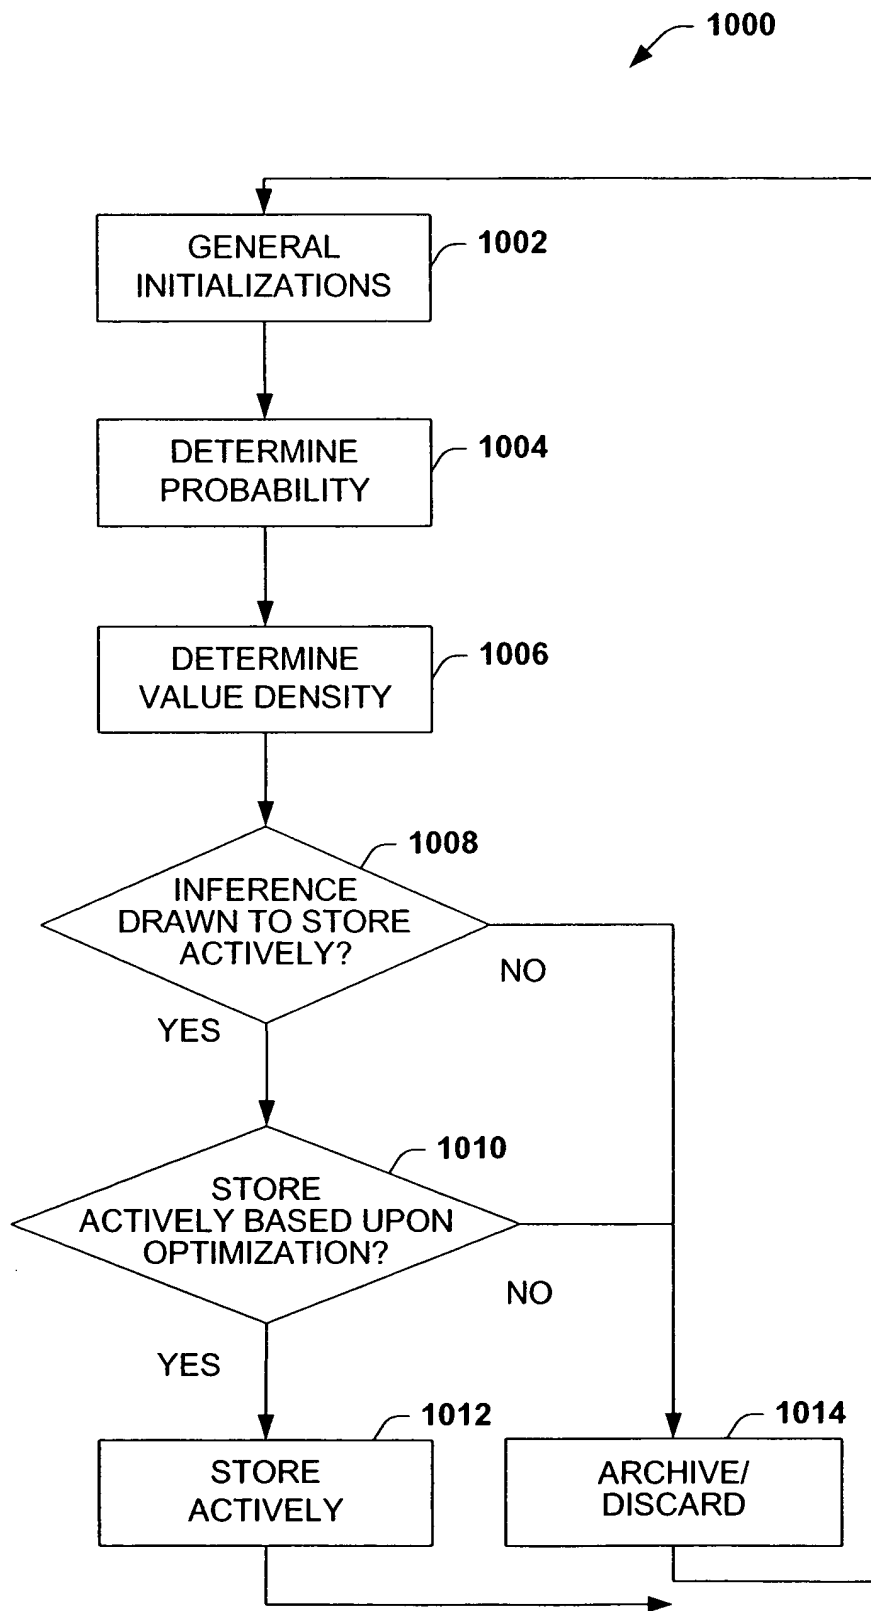 1000
GENERAL
INITIALIZATIONS
1002
DETERMINE
PROBABILITY
1004
DETERMINE
VALUE DENSITY
1006
1008
INFERENCE
DRAWN TO STORE
ACTIVELY?
NO
YES
1010
STORE
ACTIVELY BASED UPON
OPTIMIZATION?
NO
YES
1012
STORE
ACTIVELY
1014
ARCHIVE/
DISCARD